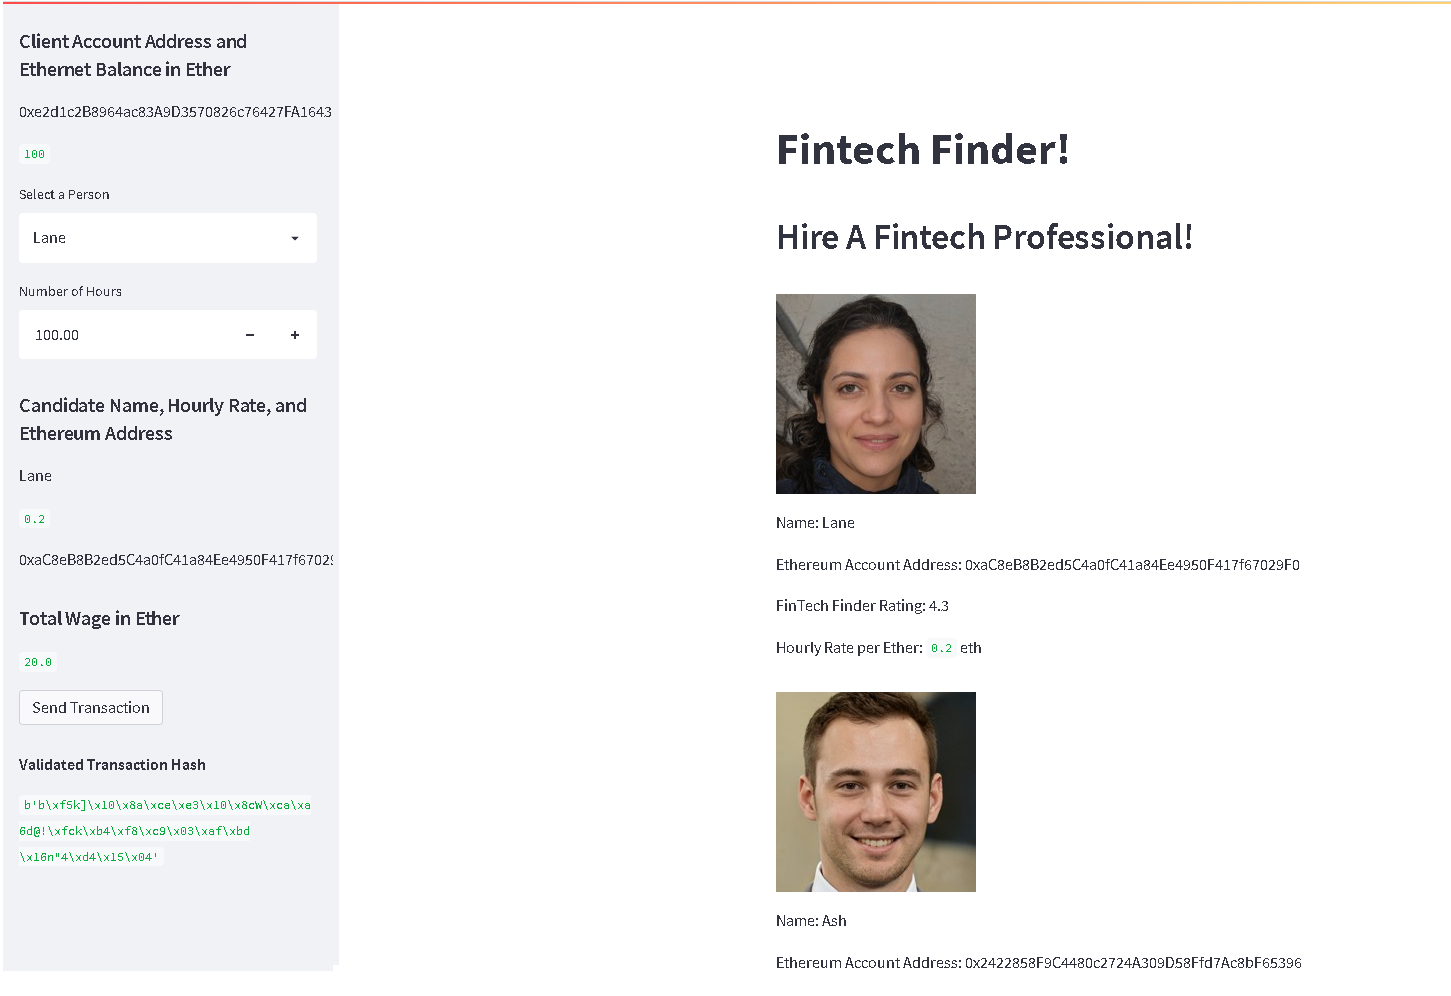 Client Account Address and
Ethernet Balance in Ether
0xe2d1c2B8964ac83A9D3570826c76427FA1643
100
Select a Person
Lane
Number of Hours
100.00 − +
Candidate Name, Hourly Rate, and
Ethereum Address
Lane
0.2
0xaC8eB8B2ed5C4a0fC41a84Ee4950F417f6702
Total Wage in Ether
20.0
Send Transaction
Validated Transaction Hash
b'b\xf5k]\x10\x8a\xce\xe3\x10\x8cW\xca\xa
6d@!\xfck\xb4\xf8\xc9\x03\xaf\xbd
\x16n"4\xd4\x15\x04'
Fintech Finder!
Hire A Fintech Professional!
Name: Lane
Ethereum Account Address: 0xaC8eB8B2ed5C4a0fC41a84Ee4950F417f67029F0
FinTech Finder Rating: 4.3
Hourly Rate per Ether: 0.2 eth
Name: Ash
Ethereum Account Address: 0x2422858F9C4480c2724A309D58Ffd7Ac8bF65396